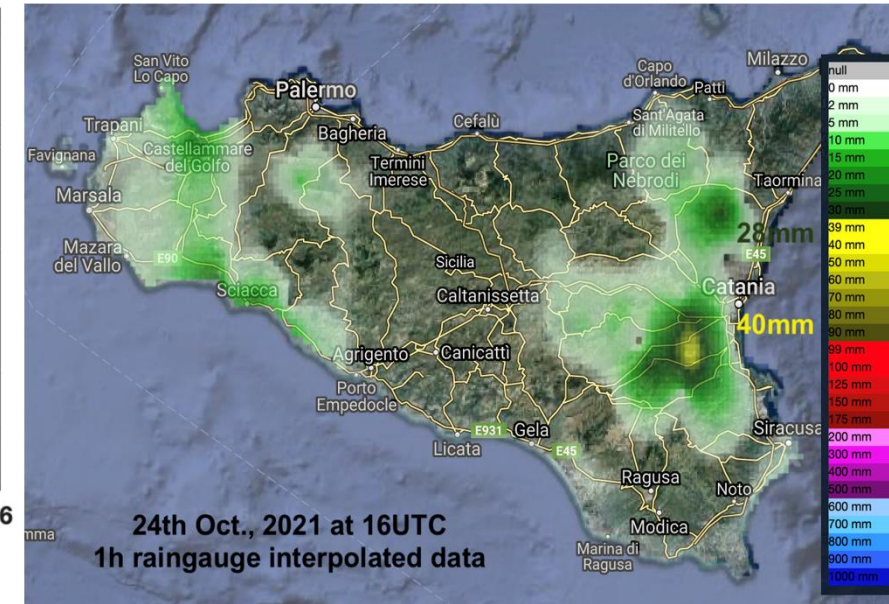 6
San Vito
Lo Capo
Palermo
Trapani
Castellammare
del Golfo
Bagheria
Favignana
Marsala
Termini
Imerese
Cefalù
Capo
d'Orlando
Patti
Milazzo
Sant'Agata
di Militello
Parco dei
Nebrodi
Taormina
Mazara
del Vallo
E90
Sciacca
Sicilia
Caltanissetta
28mm
E45
Catania
40mm
Agrigento
Canicattì
Porto
Empedocle
Licata
E931
Gela
E45
Siracusa
Ragusa
Noto
Modica
Marina di
Ragusa
mma
24th Oct., 2021 at 16UTC
1h raingauge interpolated data
null
0 mm
2 mm
5 mm
10 mm
15 mm
20 mm
25 mm
30 mm
39 mm
40 mm
50 mm
60 mm
70 mm
80 mm
90 mm
99 mm
100 mm
125 mm
150 mm
175 mm
200 mm
300 mm
400 mm
500 mm
600 mm
700 mm
800 mm
900 mm
1000 mm